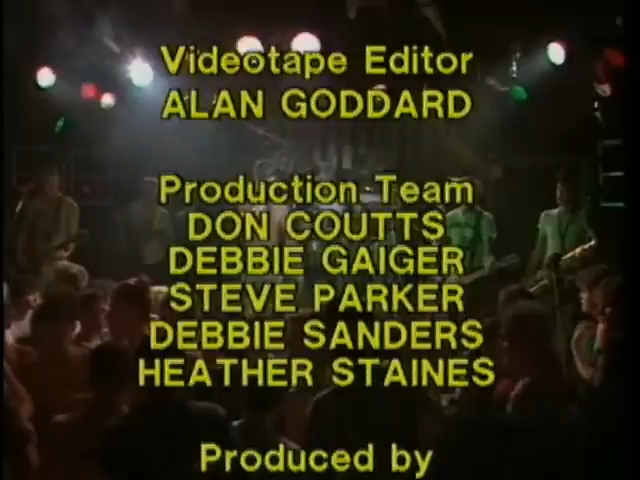 Videotape Editor
ALAN GODDARD
Production Team
DON COUTTS
DEBBIE GAIGER
STEVE PARKER
DEBBIE SANDERS
HEATHER STAINES
Produced by